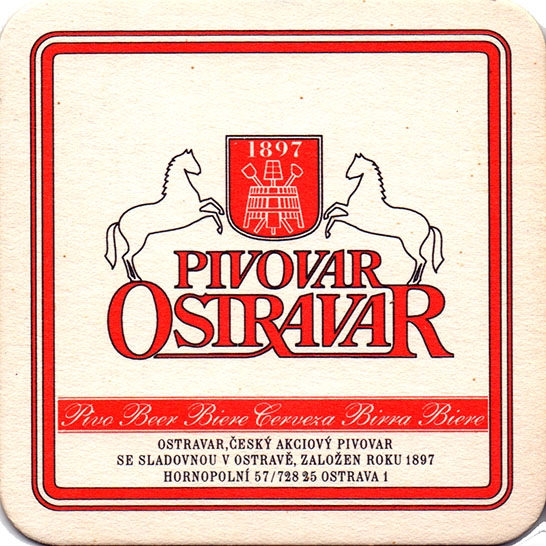 1897
PIVOVAR
OSTRAVAR
Pivo Beer Biere Cerveza Birra Biere
OSTRAVAR, ČESKÝ AKCIOVÝ PIVOVAR
SE SLADOVNOU V OSTRAVĚ, ZALOŽEN ROKU 1897
HORNOPOLNÍ 57/728 25 OSTRAVA 1